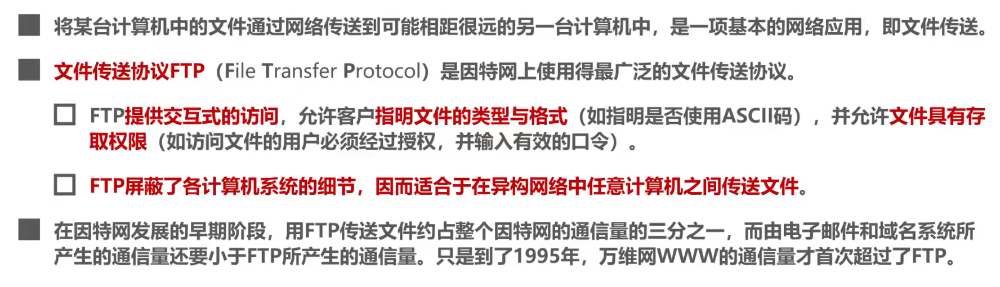 将某台计算机中的文件通过网络传送到可能相距很远的另一台计算机中，是一项基本的网络应用，即文件传送。
文件传送协议FTP（File Transfer Protocol）是因特网上使用得最广泛的文件传送协议。
FTP提供交互式的访问，允许客户指明文件的类型与格式（如指明是否使用ASCII码），并允许文件具有存
取权限（如访问文件的用户必须经过授权，并输入有效的口令）。
FTP屏蔽了各计算机系统的细节，因而适合于在异构网络中任意计算机之间传送文件。
在因特网发展的早期阶段，用FTP传送文件约占整个因特网的通信量的三分之一，而由电子邮件和域名系统所
产生的通信量还要小于FTP所产生的通信量。只是到了1995年，万维网WWW的通信量才首次超过了FTP。